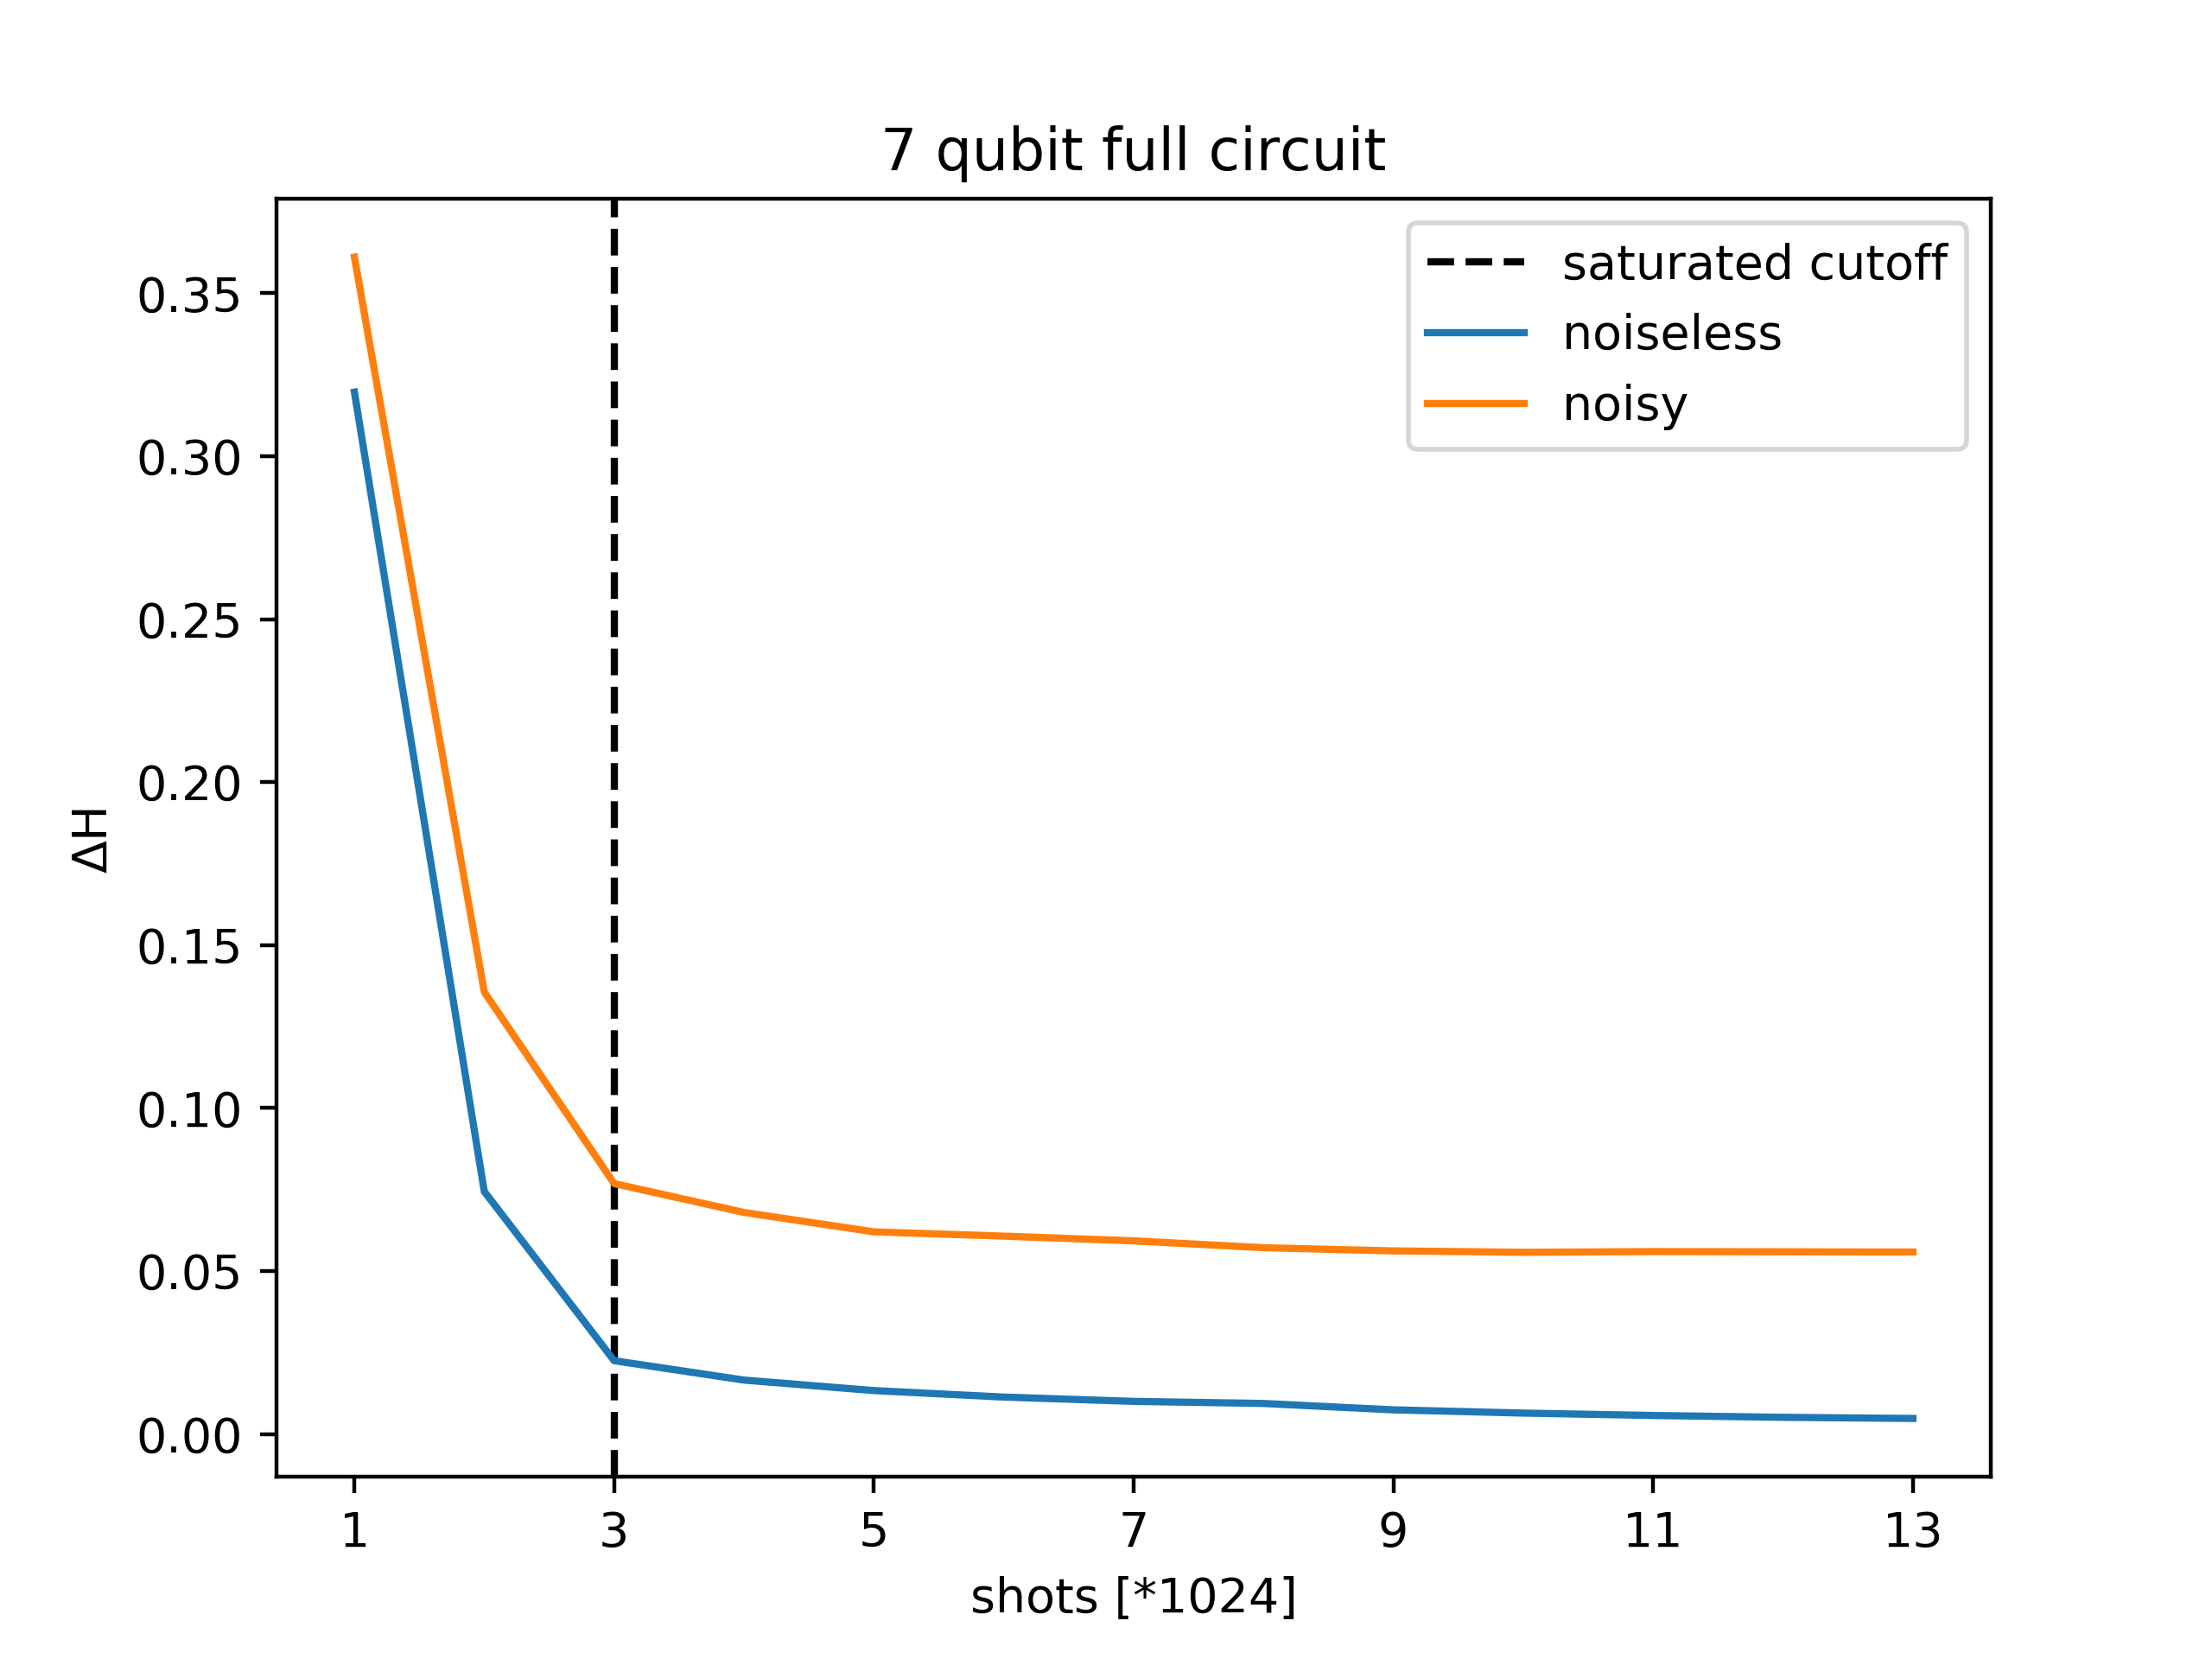 7 qubit full circuit
saturated cutoff
noiseless
noisy
0.35
0.30
0.25
0.20
0.15
0.10
0.05
0.00
ΔH
1 3 5 7 9 11 13
shots [*1024]